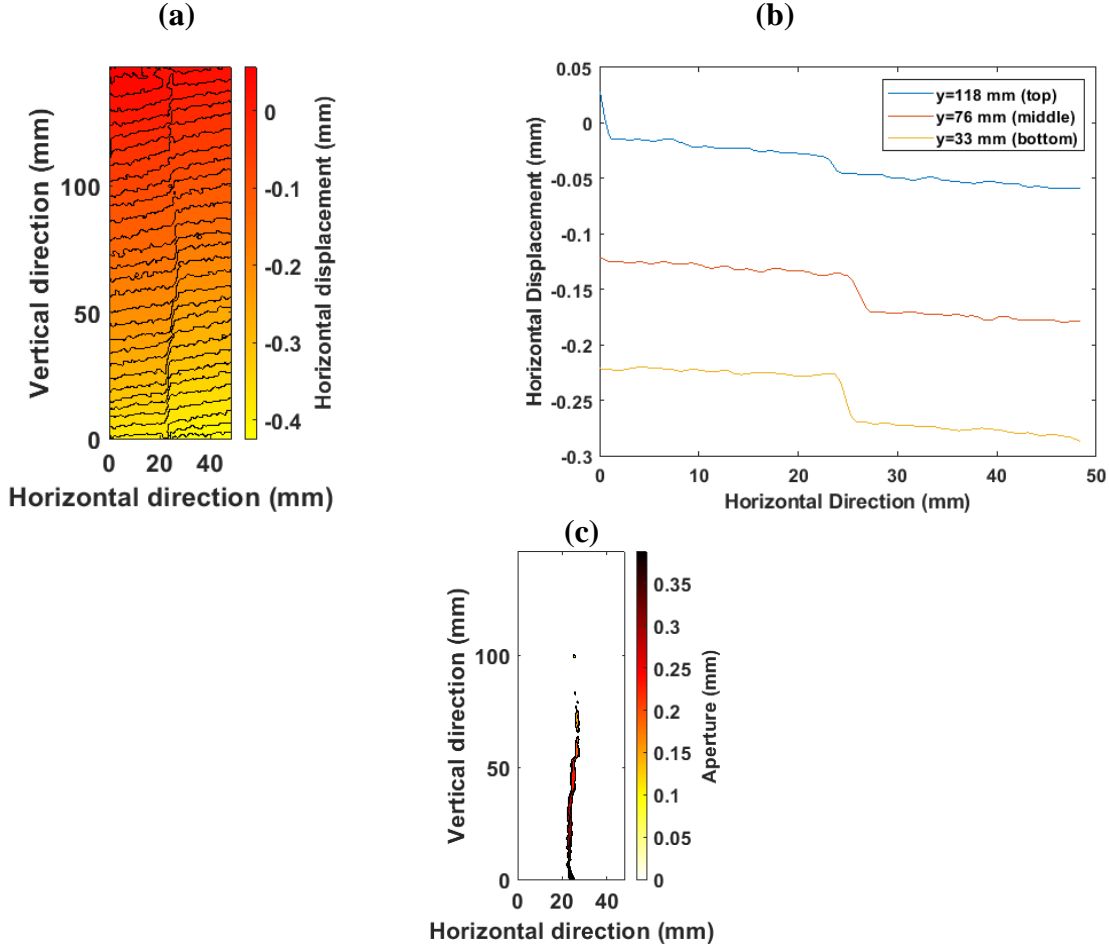 (a)
(b)
Vertical direction (mm)
100
50
0
0 20 40
Horizontal direction (mm)
0
-0.1
-0.2
-0.3
-0.4
Horizontal displacement (mm)
Horizontal Displacement (mm)
0.05
0
-0.05
-0.1
-0.15
-0.2
-0.25
-0.3
y=118 mm (top)
y=76 mm (middle)
y=33 mm (bottom)
0 10 20 30 40 50
Horizontal Direction (mm)
(c)
Vertical direction (mm)
100
50
0
0 20 40
Horizontal direction (mm)
0.35
0.3
0.25
0.2
0.15
0.1
0.05
0
Aperture (mm)